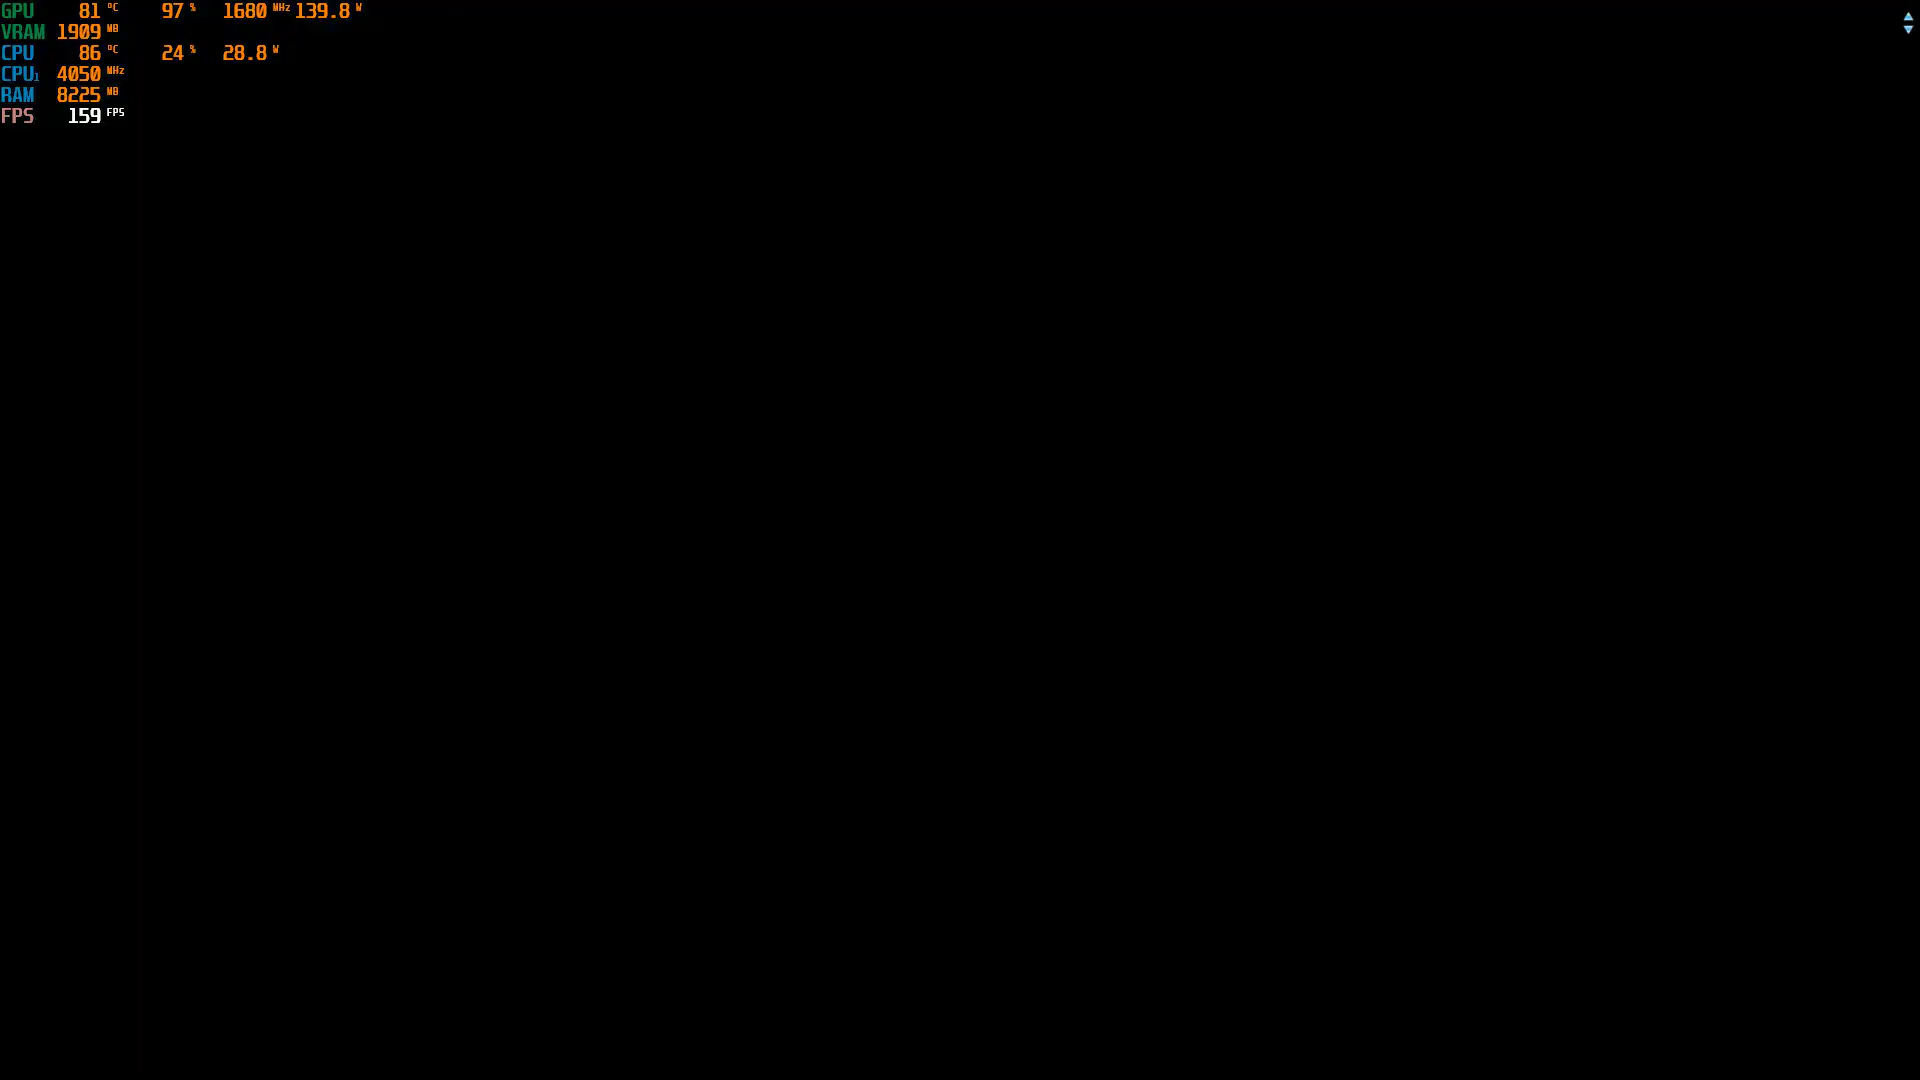 GPU 81 °C 97 % 1680 MHz 139.8 W
VRAM 1909 MB
CPU 86 °C 24 % 28.8 W
CPU1 4050 MHz
RAM 8225 MB
FPS 159 FPS